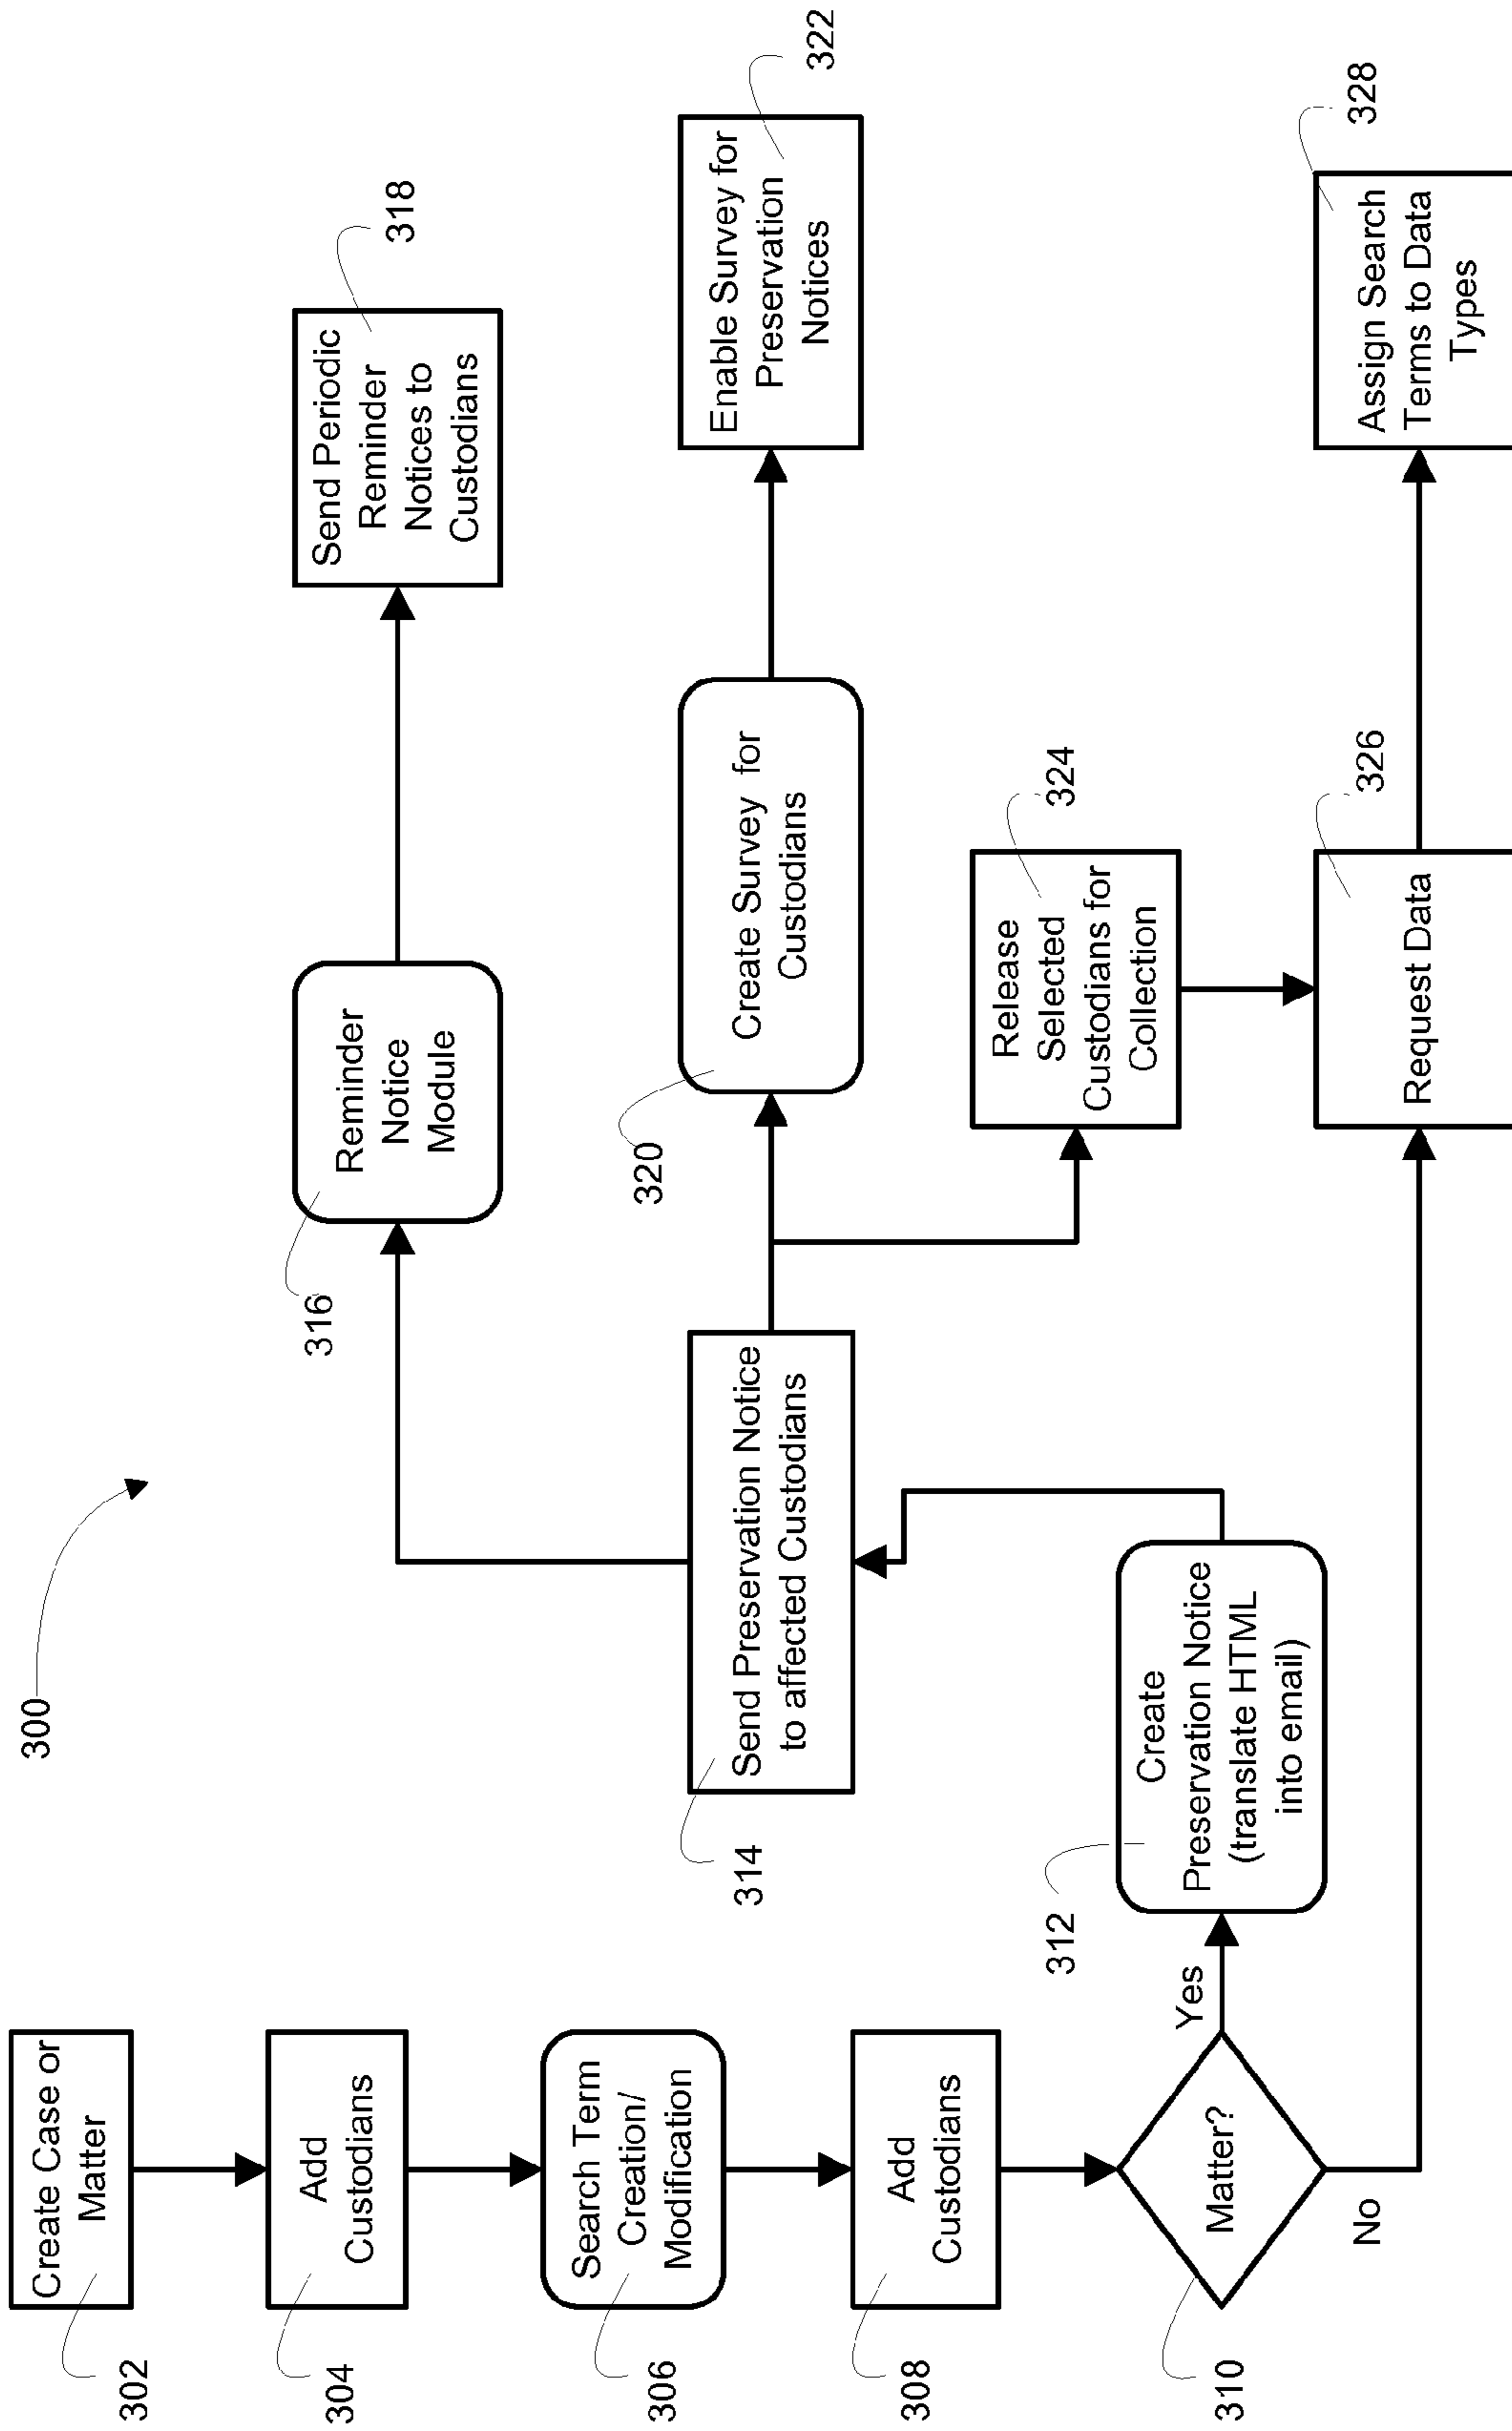 300
Create Case or
Matter
302
Add
Custodians
304
Search Term
Creation/
Modification
306
Add
Custodians
308
Matter?
310
Yes
No
Create
Preservation Notice
(translate HTML
into email)
312
Send Preservation Notice
to affected Custodians
314
Reminder
Notice
Module
316
Send Periodic
Reminder
Notices to
Custodians
318
Create Survey for
Custodians
320
Enable Survey for
Preservation
Notices
322
Release
Selected
Custodians for
Collection
324
Request Data
326
Assign Search
Terms to Data
Types
328